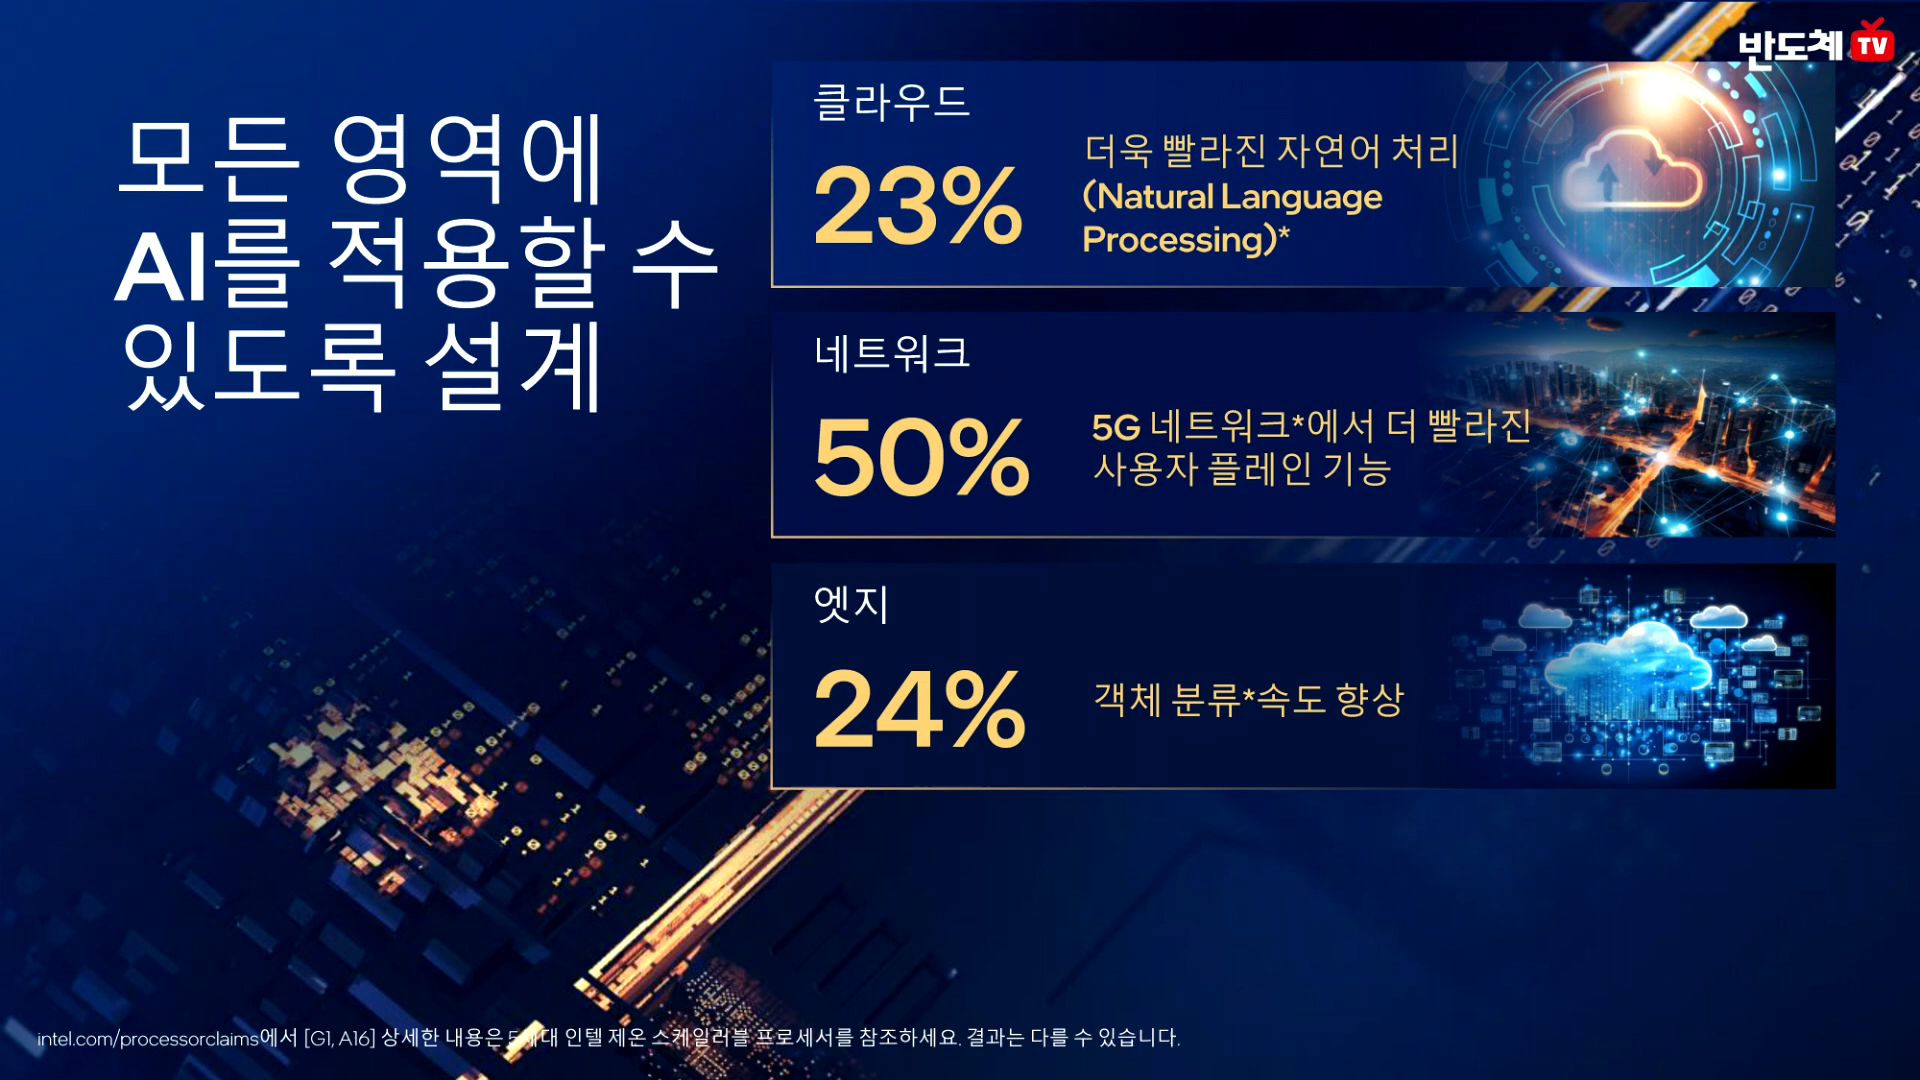 반도체 TV
모든 영역에
AI를 적용할 수
있도록 설계
클라우드
23%
더욱 빨라진 자연어 처리
(Natural Language
Processing)*
네트워크
50%
5G 네트워크*에서 더 빨라진
사용자 플레인 기능
엣지
24%
객체 분류*속도 향상
intel.com/processorclaims에서 [G1, A16] 상세한 내용은 5세대 인텔 제온 스케일러블 프로세서를 참조하세요. 결과는 다를 수 있습니다.